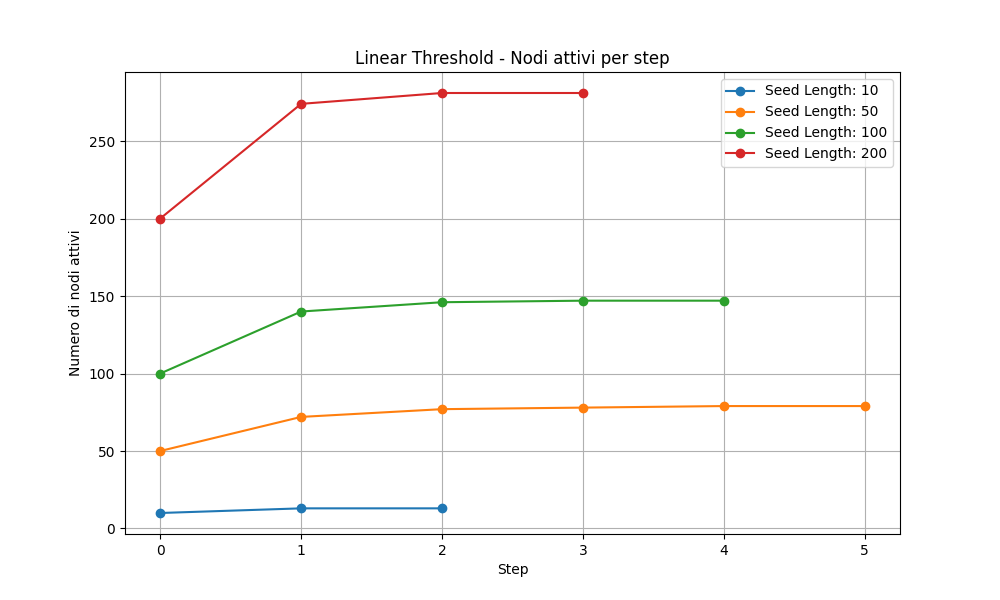 Linear Threshold - Nodi attivi per step
Seed Length: 10
Seed Length: 50
Seed Length: 100
Seed Length: 200
Numero di nodi attivi
250
200
150
100
50
0
0 1 2 3 4 5
Step